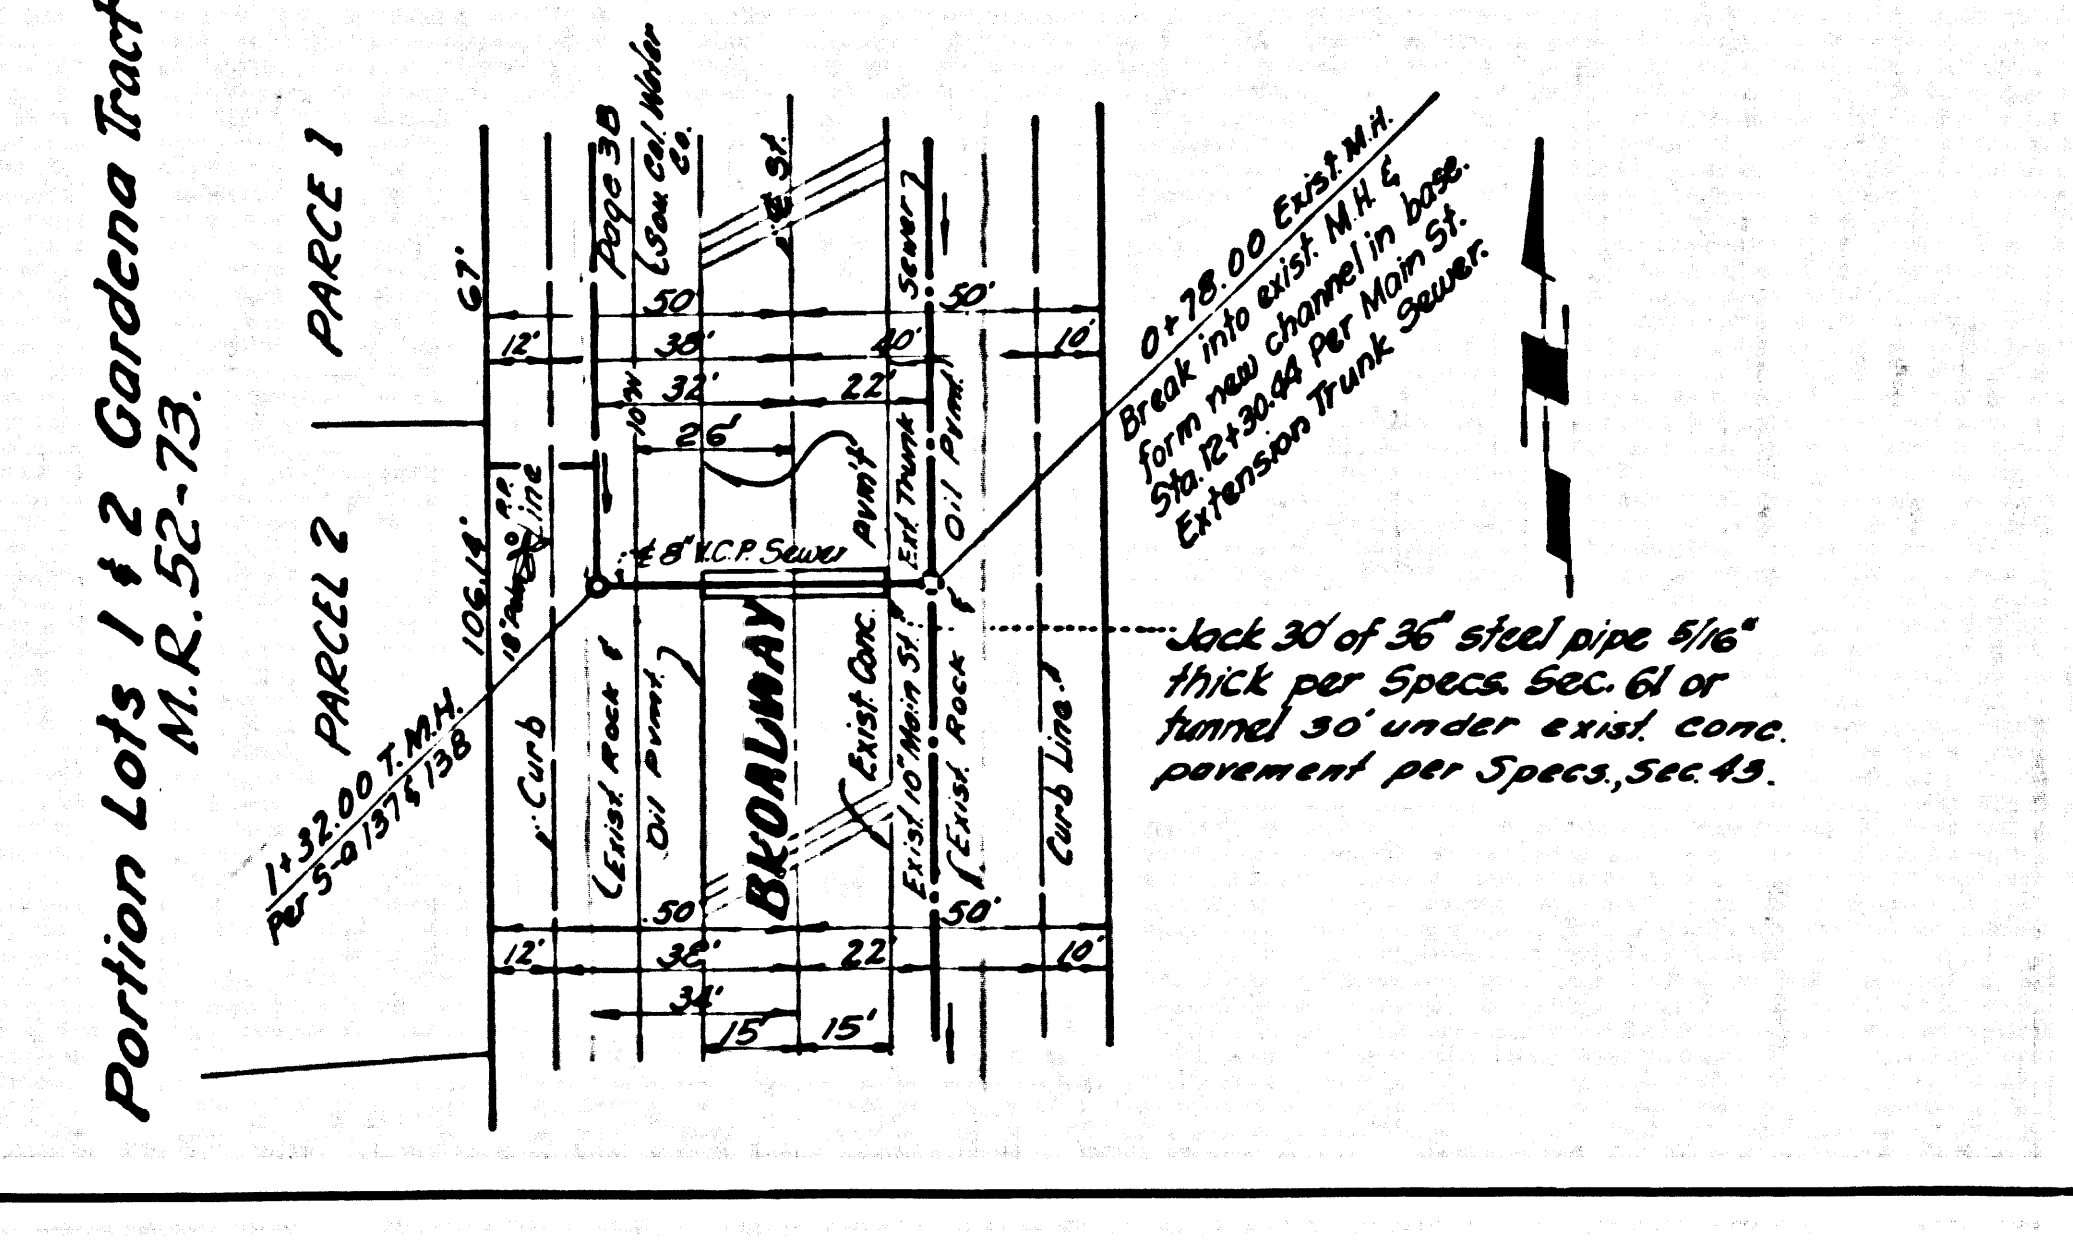 Portion Lots 1 & 2 Gardena Tract
M.R. 52-73.
PARCE 1
PARCEL 2
67'
106.14'
Page 38
(Sou. Cal. Water
Co.
℄ St.
Sewer
50'
50'
12'
38'
40'
10'
32'
22'
10" W
26'
P.P.
Line
18" Palm
℄ 8" V.C.P. Sewer
Pvm't
Ext Trunk
Oil Pvmt.
0+78.00 Exist. M.H.
Break into exist. M.H. &
form new channel in base.
Sta. 12+30.44 Per Main St.
Extension Trunk Sewer.
1+32.00 T.M.H.
Per S-a 137 & 138
Jack 30' of 36" steel pipe 5/16"
thick per Specs. Sec. 61 or
tunnel 30' under exist. conc.
pavement per Specs., Sec. 43.
Curb
(Exist. Rock &
Oil Pvmt.
BKOALWAY
Exist. Conc.
Exist. 10" Main St.
(Exist. Rock &
Curb Line
50'
50'
12'
38'
22'
10'
34'
15'
15'